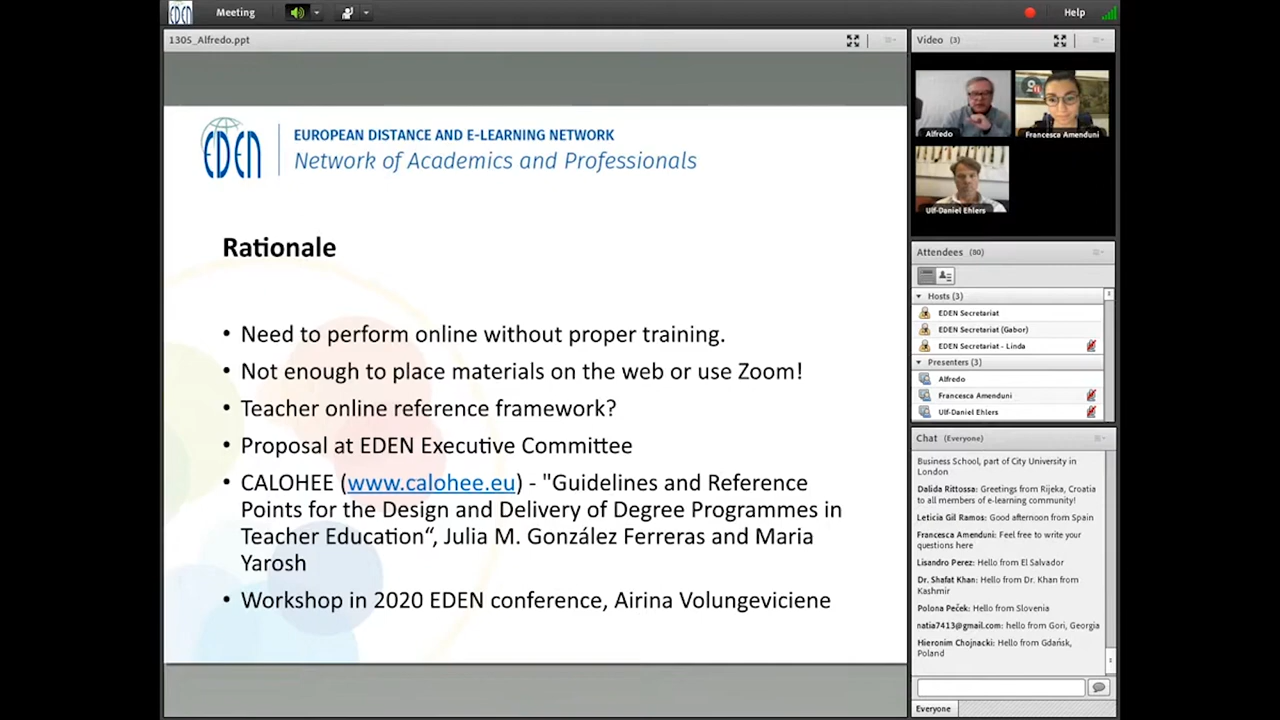 EDEN
Meeting
Help
1305_Alfredo.ppt
EDEN
EUROPEAN DISTANCE AND E-LEARNING NETWORK
Network of Academics and Professionals
Rationale
• Need to perform online without proper training.
• Not enough to place materials on the web or use Zoom!
• Teacher online reference framework?
• Proposal at EDEN Executive Committee
• CALOHEE (www.calohee.eu) - "Guidelines and Reference
Points for the Design and Delivery of Degree Programmes in
Teacher Education“, Julia M. González Ferreras and Maria
Yarosh
• Workshop in 2020 EDEN conference, Airina Volungeviciene
Video (3)
Alfredo
Francesca Amenduni
Ulf-Daniel Ehlers
Attendees (80)
Hosts (3)
EDEN Secretariat
EDEN Secretariat (Gabor)
EDEN Secretariat - Linda
Presenters (3)
Alfredo
Francesca Amenduni
Ulf-Daniel Ehlers
Chat (Everyone)
Business School, part of City University in
London
Dalida Rittossa: Greetings from Rijeka, Croatia
to all members of e-learning community!
Leticia Gil Ramos: Good afternoon from Spain
Francesca Amenduni: Feel free to write your
questions here
Lisandro Perez: Hello from El Salvador
Dr. Shafat Khan: Hello from Dr. Khan from
Kashmir
Polona Peček: Hello from Slovenia
natia7413@gmail.com: hello from Gori, Georgia
Hieronim Chojnacki: Hello from Gdańsk,
Poland
Everyone